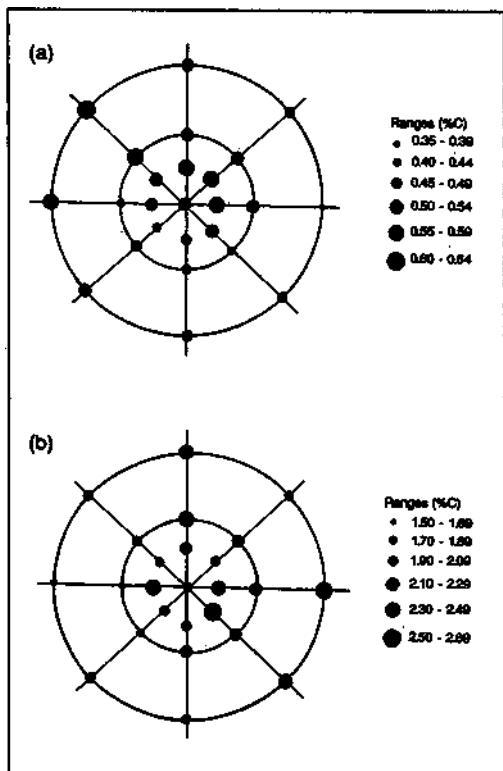 (a)
Ranges (%C)
0.35 - 0.39
0.40 - 0.44
0.45 - 0.49
0.50 - 0.54
0.55 - 0.59
0.60 - 0.64
(b)
Ranges (%C)
1.50 - 1.69
1.70 - 1.89
1.90 - 2.09
2.10 - 2.29
2.30 - 2.49
2.50 - 2.69